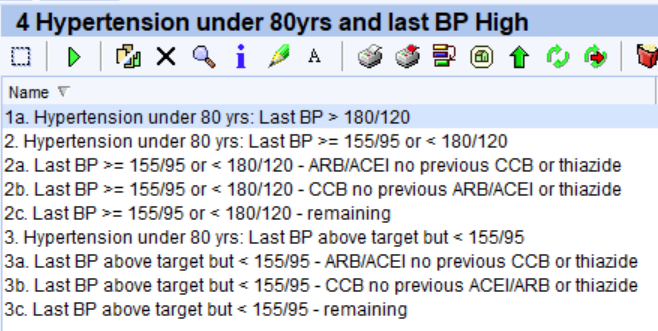 4 Hypertension under 80yrs and last BP High
A
Name
1a. Hypertension under 80 yrs: Last BP > 180/120
2. Hypertension under 80 yrs: Last BP >= 155/95 or < 180/120
2a. Last BP >= 155/95 or < 180/120 - ARB/ACEI no previous CCB or thiazide
2b. Last BP >= 155/95 or < 180/120 - CCB no previous ARB/ACEI or thiazide
2c. Last BP >= 155/95 or < 180/120 - remaining
3. Hypertension under 80 yrs: Last BP above target but < 155/95
3a. Last BP above target but < 155/95 - ARB/ACEI no previous CCB or thiazide
3b. Last BP above target but < 155/95 - CCB no previous ACEI/ARB or thiazide
3c. Last BP above target but < 155/95 - remaining